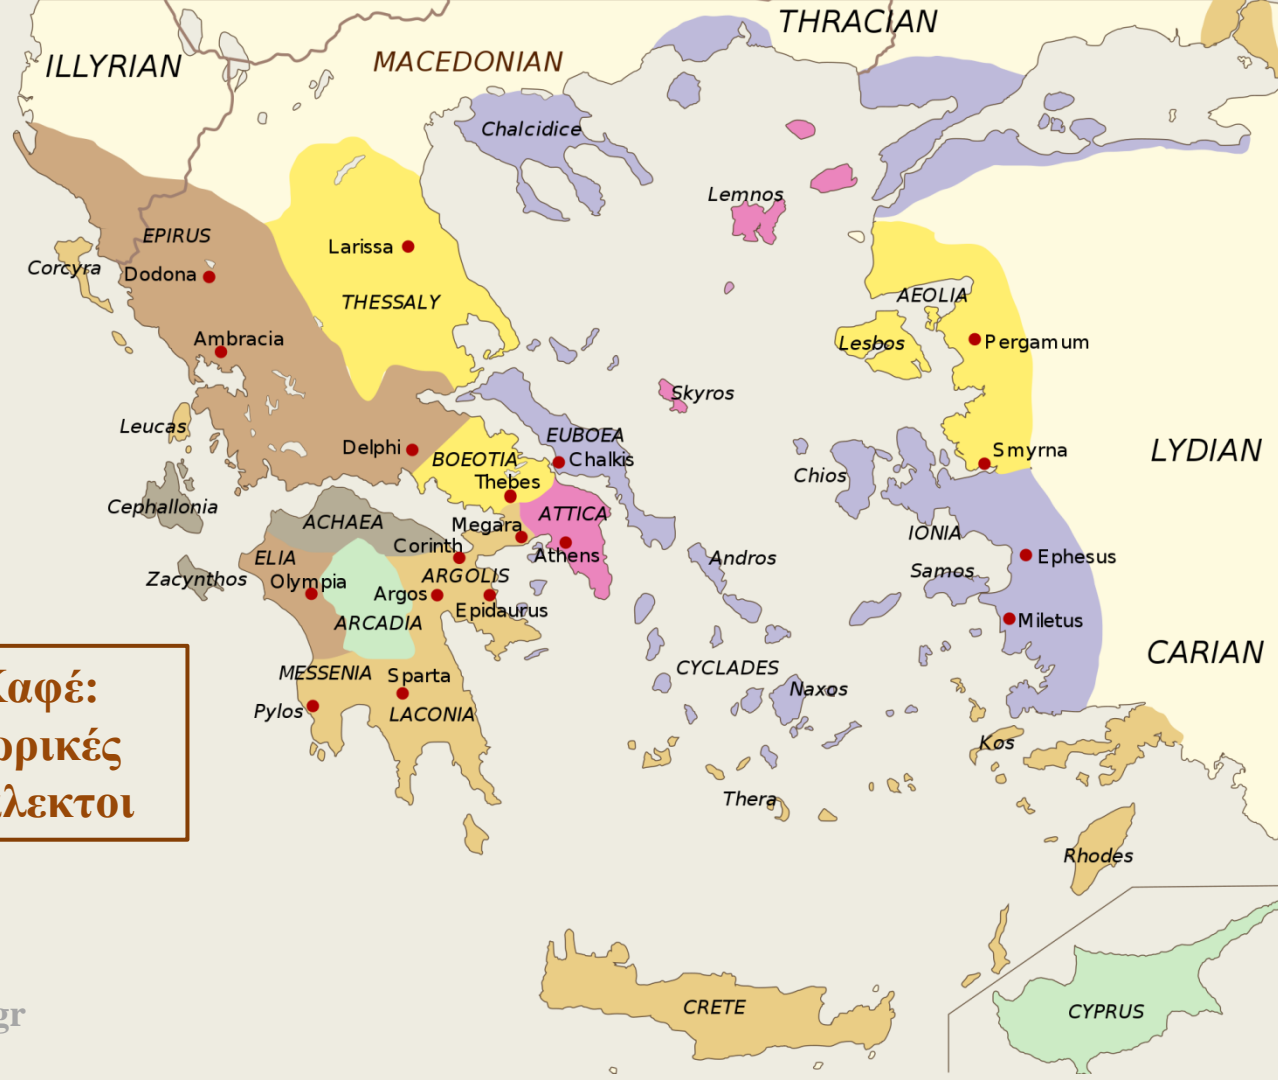 THRACIAN
ILLYRIAN
MACEDONIAN
Chalcidice
Lemnos
EPIRUS
Larissa
Corcyra
Dodona
THESSALY
AEOLIA
Ambracia
Lesbos
Pergamum
Skyros
Leucas
Delphi
EUBOEA
BOEOTIA
Chalkis
Smyrna
LYDIAN
Chios
Thebes
Cephallonia
ACHAEA
Megara
ATTICA
IONIA
Corinth
Athens
ELIA
Andros
Ephesus
Zacynthos
Olympia
ARGOLIS
Samos
Argos
Epidaurus
ARCADIA
Miletus
CARIAN
MESSENIA
Sparta
CYCLADES
Naxos
Pylos
LACONIA
Καφέ:
Kos
Thera
Rhodes
CRETE
CYPRUS
gr